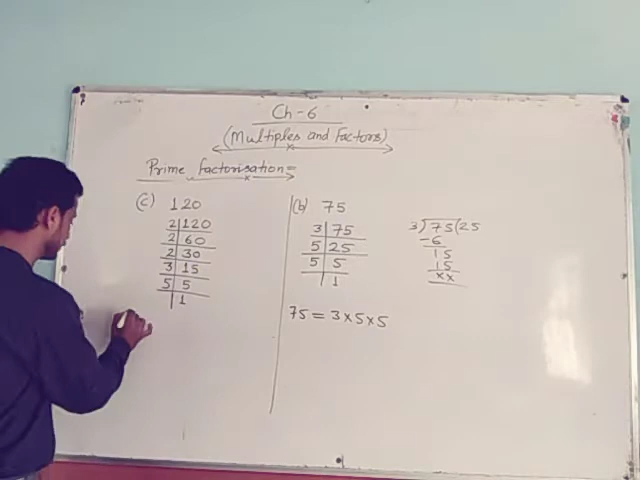 Ch-6
(Multiples and Factors)
Prime factorisation=
(c) 120
2 120
2 60
2 30
3 15
5 5
1
(b) 75
3 75
5 25
5 5
1
75 = 3×5×5
3) 75 (25
-6
15
15
xx